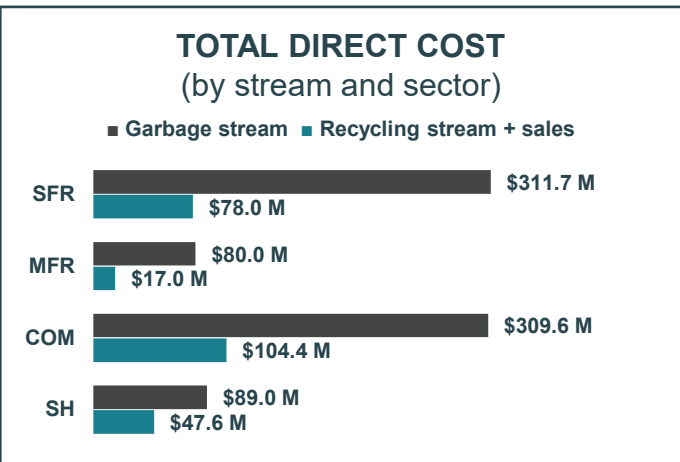 TOTAL DIRECT COST
(by stream and sector)
Garbage stream Recycling stream + sales
SFR
$311.7 M
$78.0 M
MFR
$80.0 M
$17.0 M
COM
$309.6 M
$104.4 M
SH
$89.0 M
$47.6 M